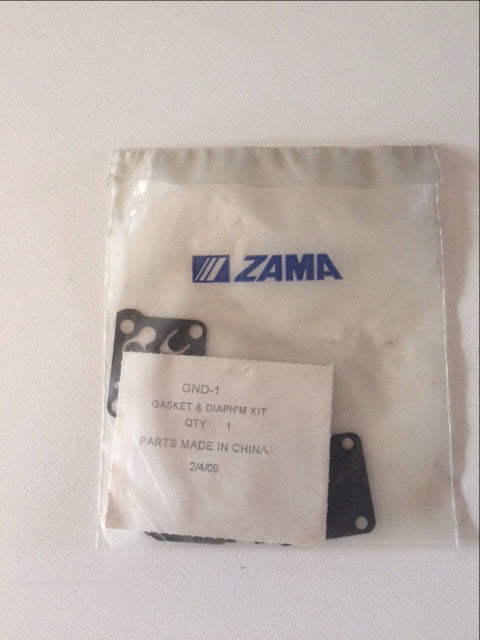 ZAMA
GND-1
GASKET & DIAPH'M KIT
QTY 1
PARTS MADE IN CHINA
2/4/09